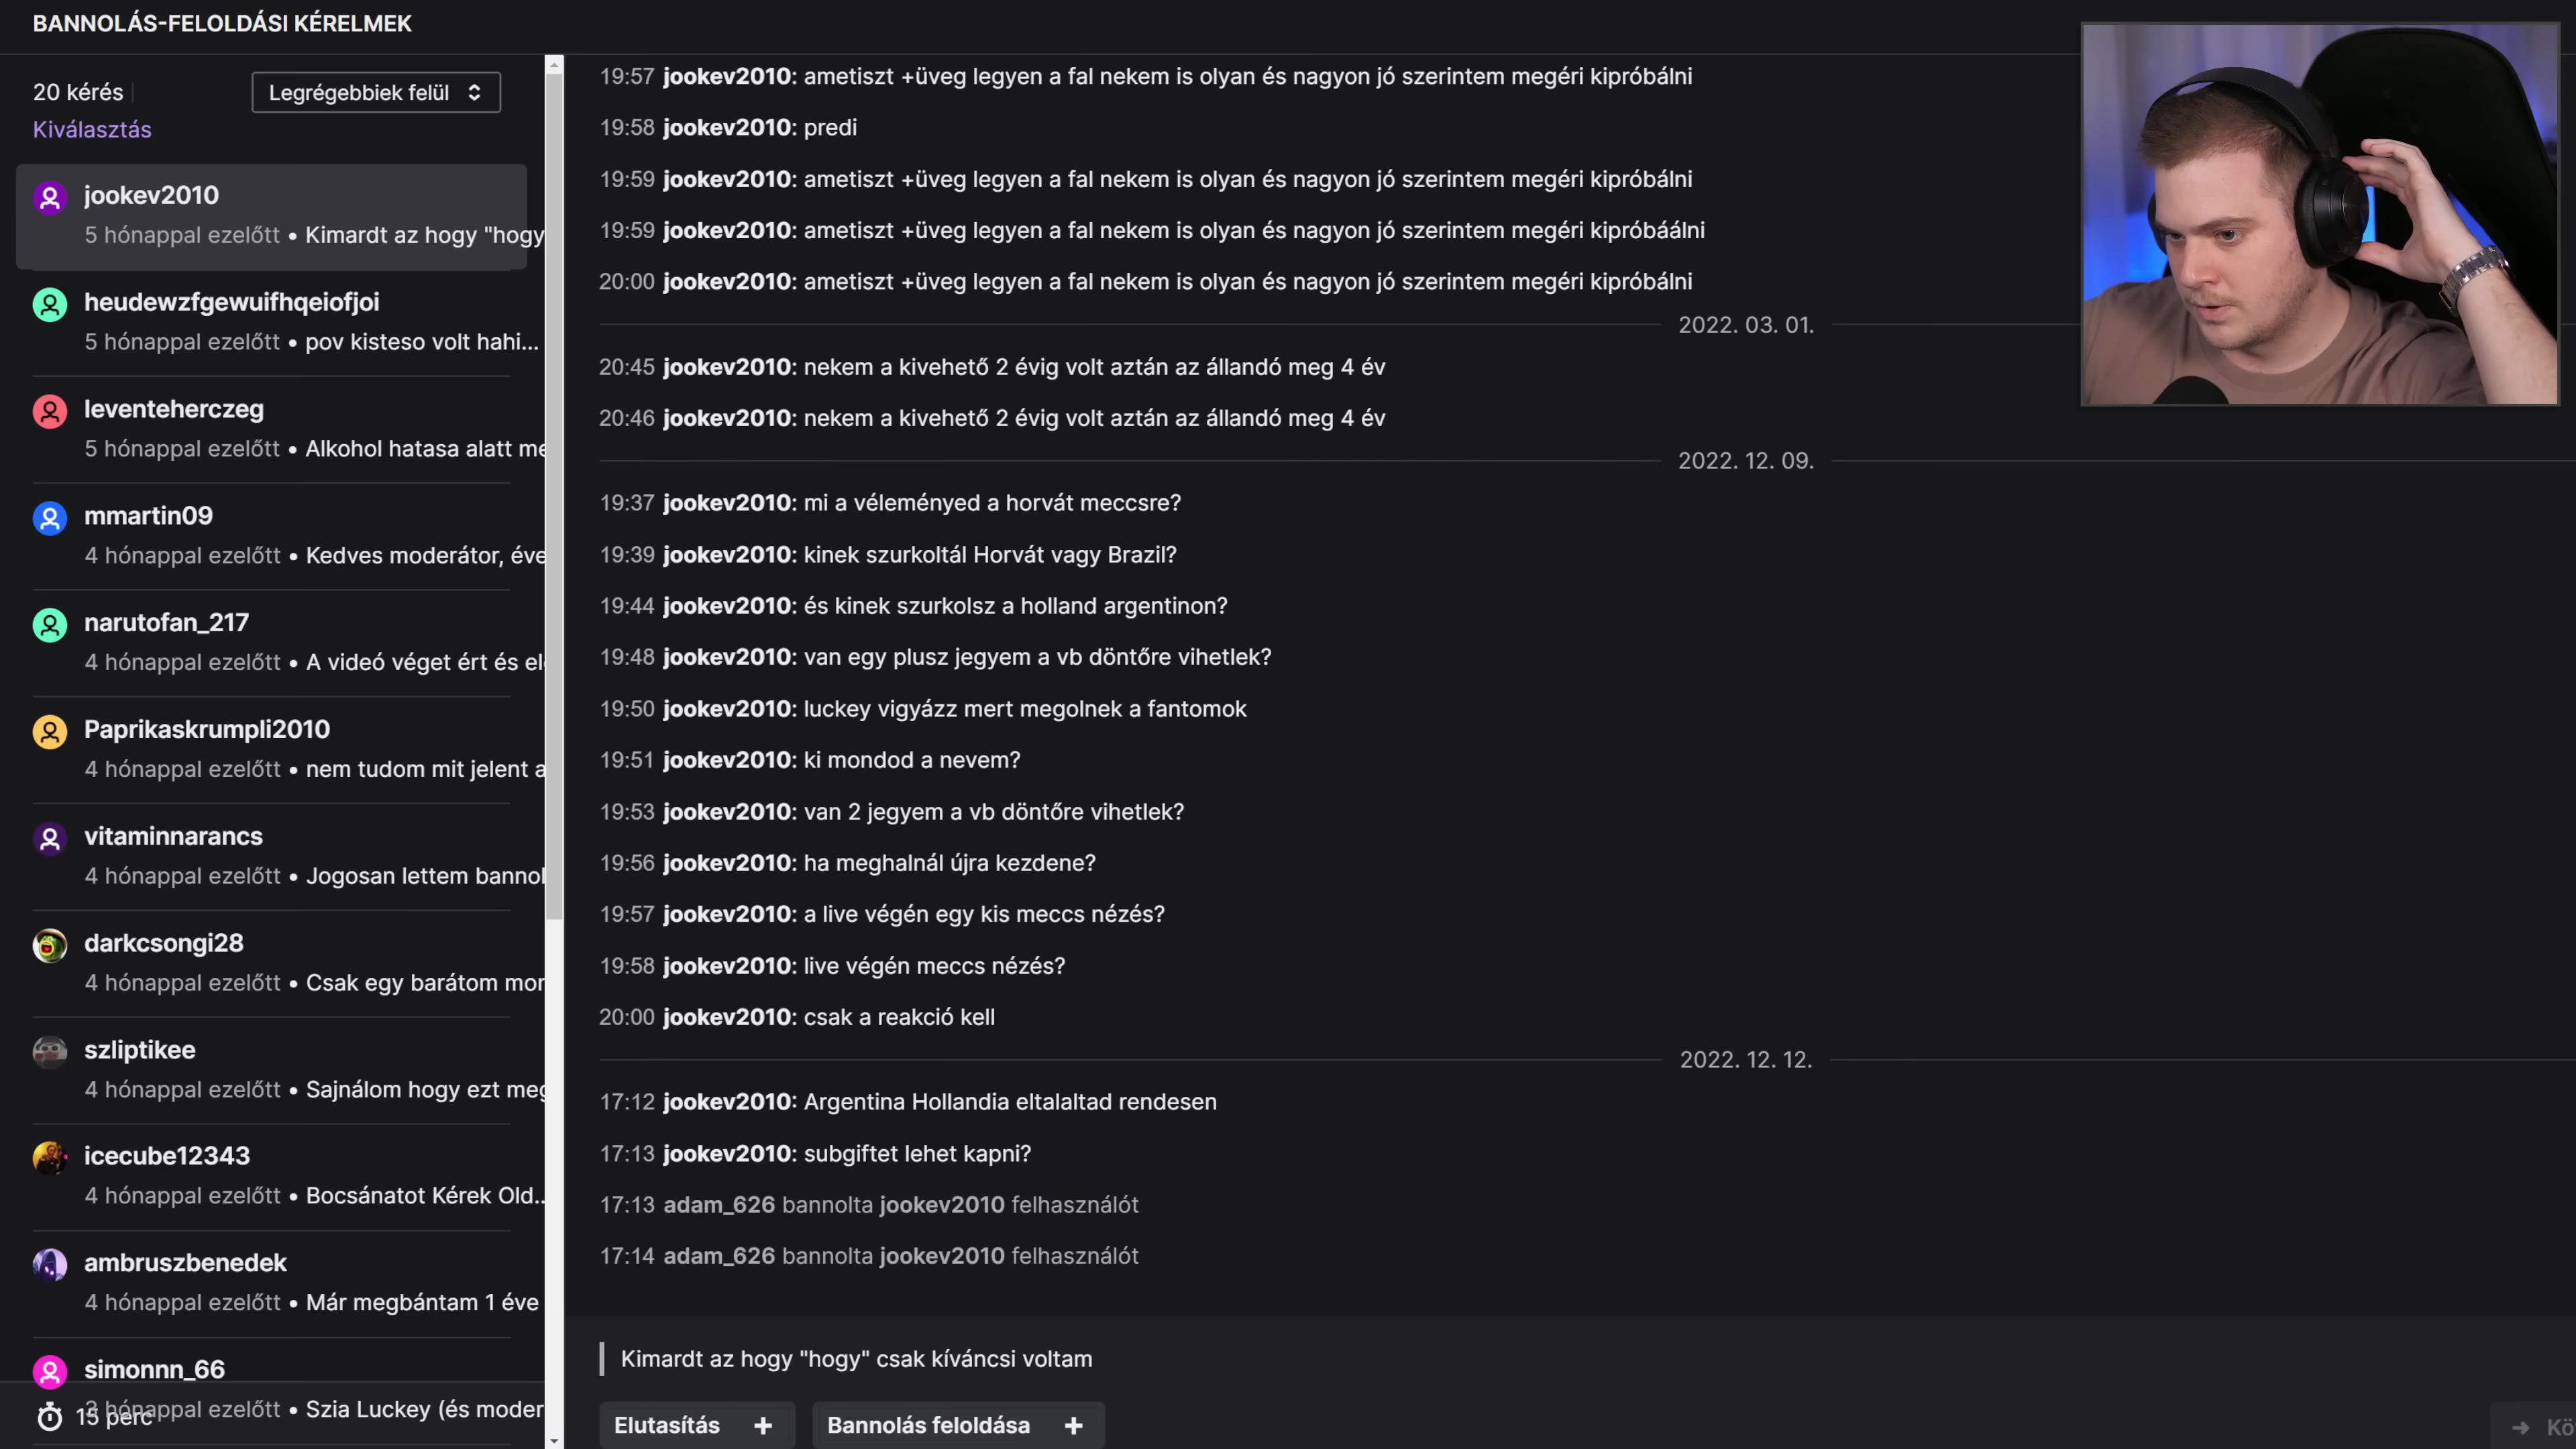 BANNOLÁS-FELOLDÁSI KÉRELMEK
20 kérés
Legrégebbiek felül
Kiválasztás
jookev2010
5 hónappal ezelőtt • Kimardt az hogy "hogy
heudewzfgewuifhqeiofjoi
5 hónappal ezelőtt • pov kisteso volt hahi...
leventeherczeg
5 hónappal ezelőtt • Alkohol hatasa alatt me
mmartin09
4 hónappal ezelőtt • Kedves moderátor, éve
narutofan_217
4 hónappal ezelőtt • A videó véget ért és el
Paprikaskrumpli2010
4 hónappal ezelőtt • nem tudom mit jelent a
vitaminnarancs
4 hónappal ezelőtt • Jogosan lettem bannol
darkcsongi28
4 hónappal ezelőtt • Csak egy barátom mor
szliptikee
4 hónappal ezelőtt • Sajnálom hogy ezt meg
icecube12343
4 hónappal ezelőtt • Bocsánatot Kérek Old...
ambruszbenedek
4 hónappal ezelőtt • Már megbántam 1 éve
simonnn_66
3 hónappal ezelőtt • Szia Luckey (és moder
15 perc
19:57 jookev2010: ametiszt +üveg legyen a fal nekem is olyan és nagyon jó szerintem megéri kipróbálni
19:58 jookev2010: predi
19:59 jookev2010: ametiszt +üveg legyen a fal nekem is olyan és nagyon jó szerintem megéri kipróbálni
19:59 jookev2010: ametiszt +üveg legyen a fal nekem is olyan és nagyon jó szerintem megéri kipróbáálni
20:00 jookev2010: ametiszt +üveg legyen a fal nekem is olyan és nagyon jó szerintem megéri kipróbálni
2022. 03. 01.
20:45 jookev2010: nekem a kivehető 2 évig volt aztán az állandó meg 4 év
20:46 jookev2010: nekem a kivehető 2 évig volt aztán az állandó meg 4 év
2022. 12. 09.
19:37 jookev2010: mi a véleményed a horvát meccsre?
19:39 jookev2010: kinek szurkoltál Horvát vagy Brazil?
19:44 jookev2010: és kinek szurkolsz a holland argentinon?
19:48 jookev2010: van egy plusz jegyem a vb döntőre vihetlek?
19:50 jookev2010: luckey vigyázz mert megolnek a fantomok
19:51 jookev2010: ki mondod a nevem?
19:53 jookev2010: van 2 jegyem a vb döntőre vihetlek?
19:56 jookev2010: ha meghalnál újra kezdene?
19:57 jookev2010: a live végén egy kis meccs nézés?
19:58 jookev2010: live végén meccs nézés?
20:00 jookev2010: csak a reakció kell
2022. 12. 12.
17:12 jookev2010: Argentina Hollandia eltalaltad rendesen
17:13 jookev2010: subgiftet lehet kapni?
17:13 adam_626 bannolta jookev2010 felhasználót
17:14 adam_626 bannolta jookev2010 felhasználót
Kimardt az hogy "hogy" csak kíváncsi voltam
Elutasítás +
Bannolás feloldása +
Kö